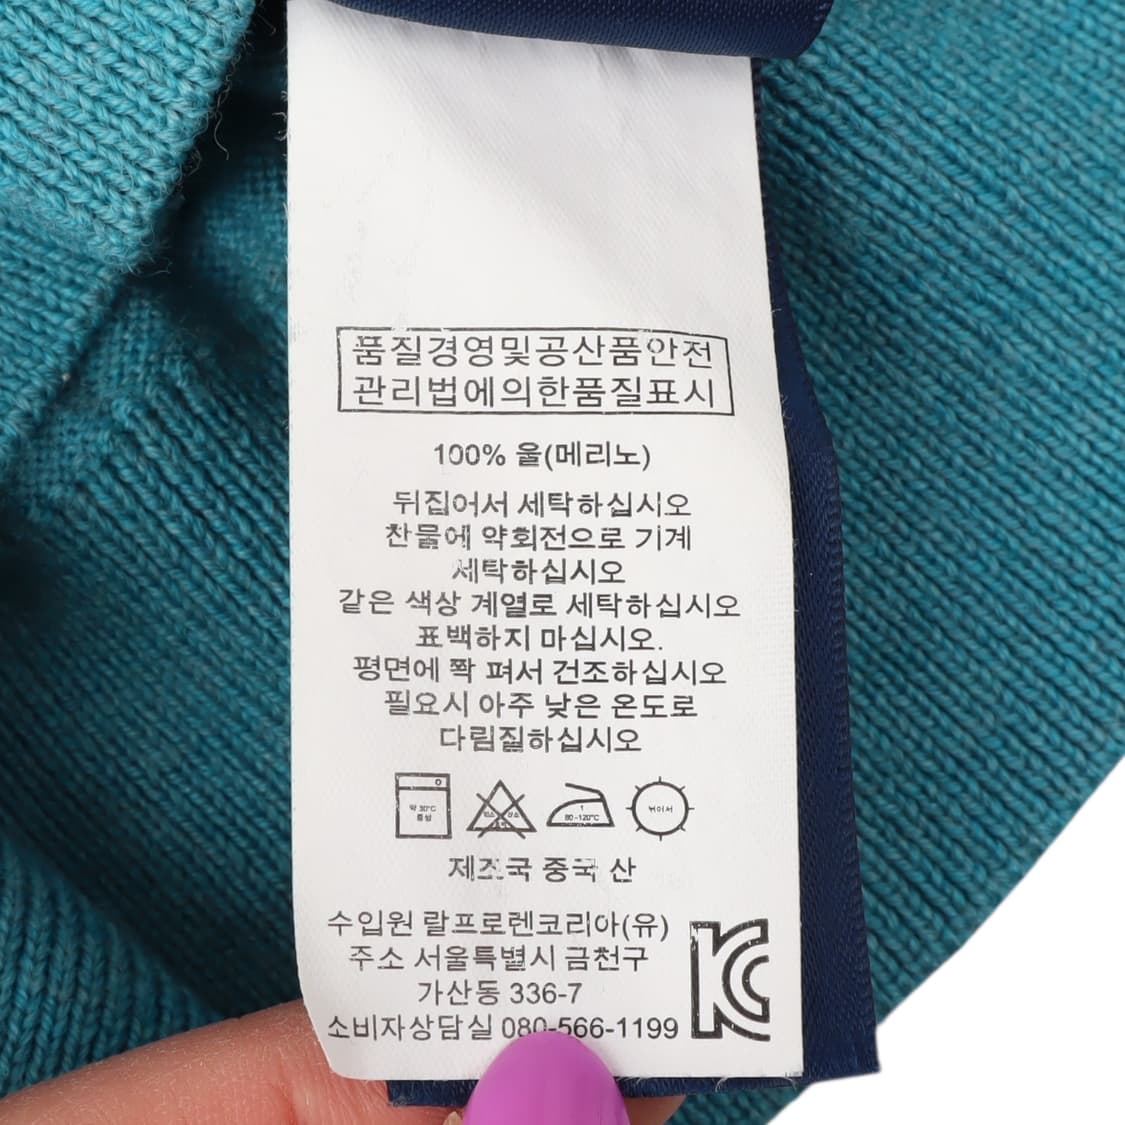 품질경영및공산품안전
관리법에의한품질표시
100% 울(메리노)
뒤집어서 세탁하십시오
찬물에 약회전으로 기계
세탁하십시오
같은 색상 계열로 세탁하십시오
표백하지 마십시오.
평면에 쫙 펴서 건조하십시오
필요시 아주 낮은 온도로
다림질하십시오
약 30°C
중성
1
80~120°C
뉘어서
제조국 중국 산
수입원 랄프로렌코리아(유)
주소 서울특별시 금천구
가산동 336-7
소비자상담실 080-566-1199
KC